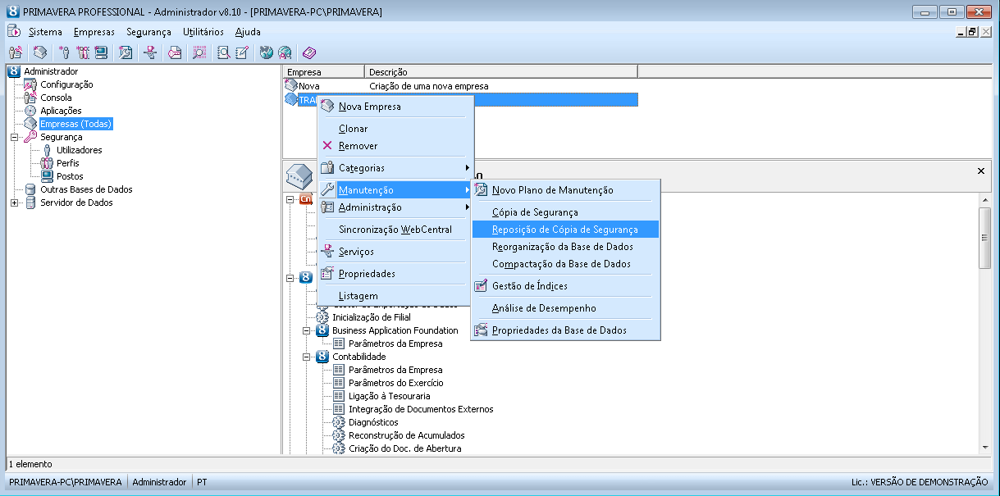 PRIMAVERA PROFESSIONAL - Administrador v8.10 - [PRIMAVERA-PC\PRIMAVERA]
Sistema Empresas Segurança Utilitários Ajuda
Administrador
Configuração
Consola
Aplicações
Empresas (Todas)
Segurança
Utilizadores
Perfis
Postos
Outras Bases de Dados
Servidor de Dados
Empresa Descrição
Nova Criação de uma nova empresa
Nova Empresa
Clonar
Remover
Categorias
Manutenção
Administração
Sincronização WebCentral
Serviços
Propriedades
Listagem
Novo Plano de Manutenção
Cópia de Segurança
Reposição de Cópia de Segurança
Reorganização da Base de Dados
Compactação da Base de Dados
Gestão de Índices
Análise de Desempenho
Propriedades da Base de Dados
Inicialização de Filial
Business Application Foundation
Parâmetros da Empresa
Contabilidade
Parâmetros da Empresa
Parâmetros do Exercício
Ligação à Tesouraria
Integração de Documentos Externos
Diagnósticos
Reconstrução de Acumulados
Criação do Doc. de Abertura
1 elemento
PRIMAVERA-PC\PRIMAVERA Administrador PT Lic.: VERSÃO DE DEMONSTRAÇÃO